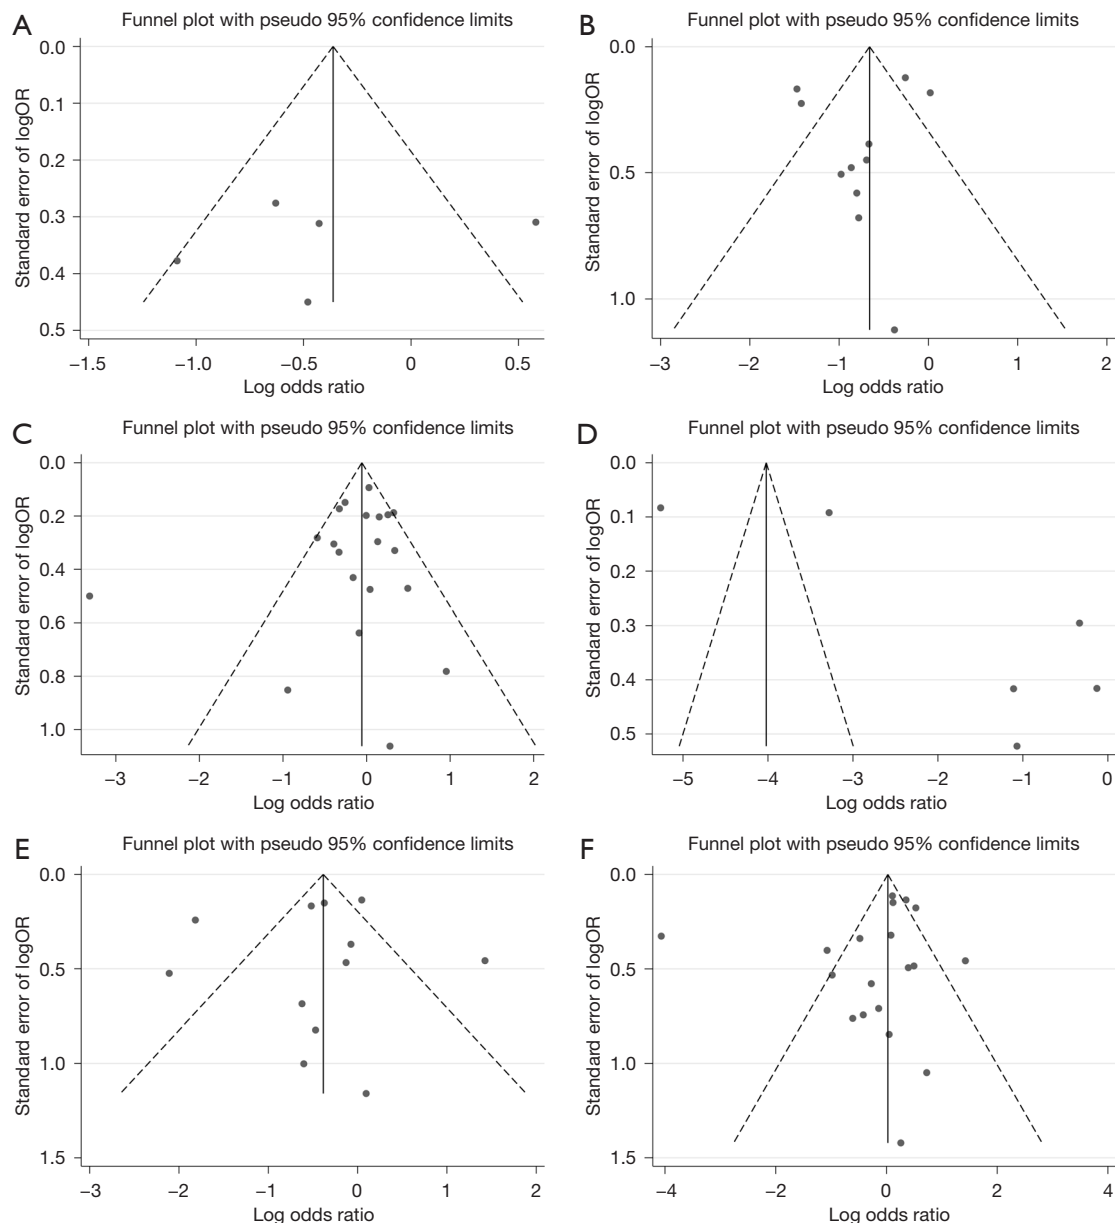 A
Funnel plot with pseudo 95% confidence limits
Standard error of logOR
0.0
0.1
0.2
0.3
0.4
0.5
−1.5 −1.0 −0.5 0 0.5
Log odds ratio
B
Funnel plot with pseudo 95% confidence limits
Standard error of logOR
0.0
0.5
1.0
−3 −2 −1 0 1 2
Log odds ratio
C
Funnel plot with pseudo 95% confidence limits
Standard error of logOR
0.0
0.2
0.4
0.6
0.8
1.0
−3 −2 −1 0 1 2
Log odds ratio
D
Funnel plot with pseudo 95% confidence limits
Standard error of logOR
0.0
0.1
0.2
0.3
0.4
0.5
−5 −4 −3 −2 −1 0
Log odds ratio
E
Funnel plot with pseudo 95% confidence limits
Standard error of logOR
0.0
0.5
1.0
1.5
−3 −2 −1 0 1 2
Log odds ratio
F
Funnel plot with pseudo 95% confidence limits
Standard error of logOR
0.0
0.5
1.0
1.5
−4 −2 0 2 4
Log odds ratio